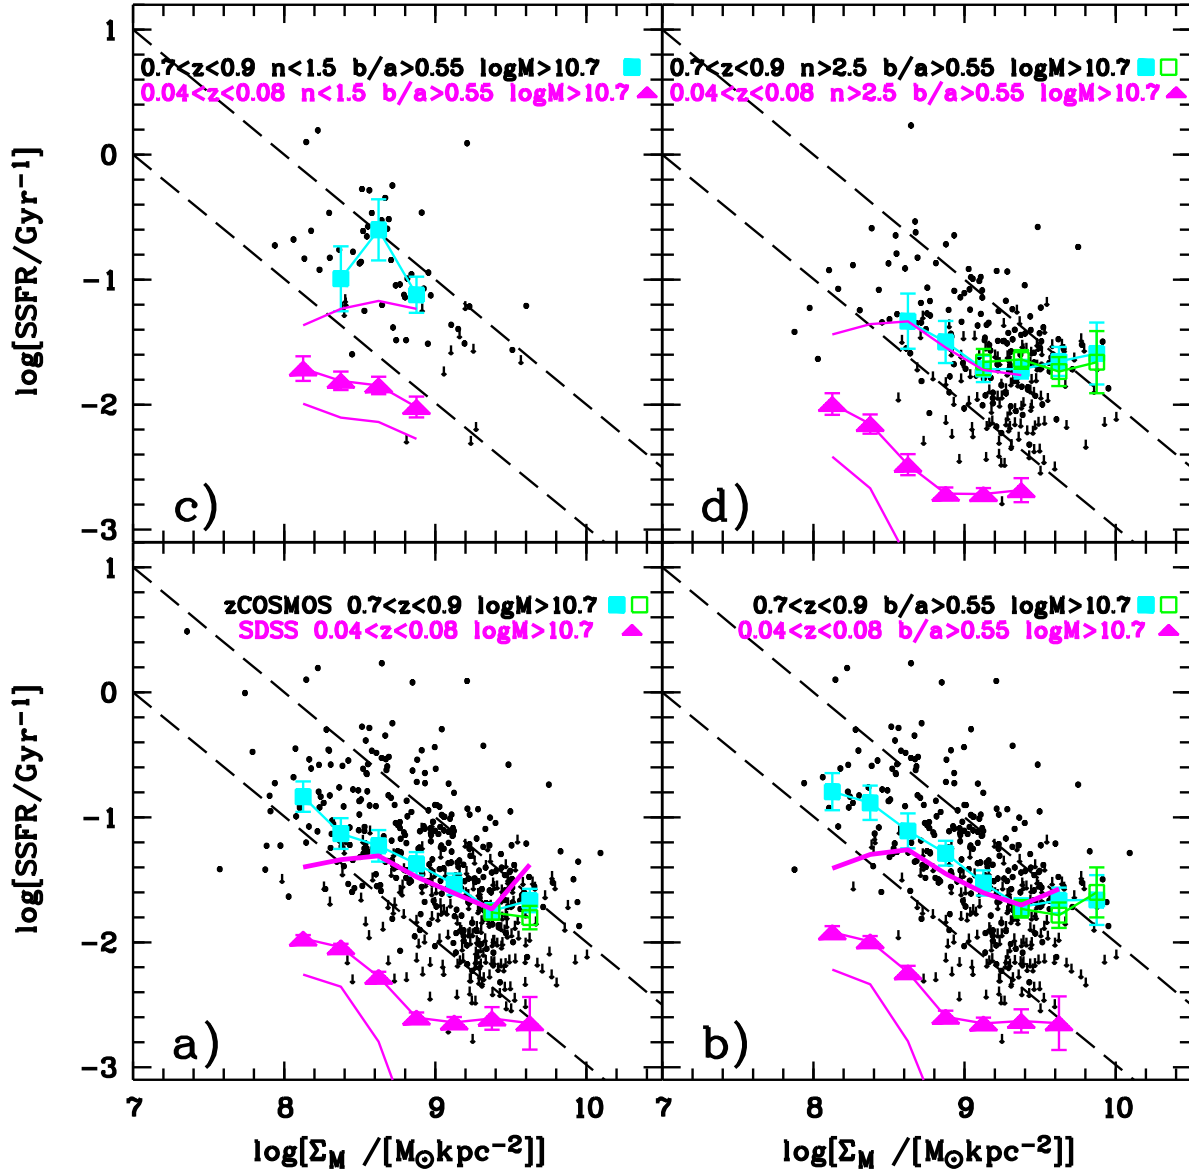 0.7<z<0.9 n<1.5 b/a>0.55 logM>10.7
0.04<z<0.08 n<1.5 b/a>0.55 logM>10.7
1
0
−1
−2
−3
log[SSFR/Gyr⁻¹]
c)
0.7<z<0.9 n>2.5 b/a>0.55 logM>10.7
0.04<z<0.08 n>2.5 b/a>0.55 logM>10.7
d)
zCOSMOS 0.7<z<0.9 logM>10.7
SDSS 0.04<z<0.08 logM>10.7
1
0
−1
−2
−3
log[SSFR/Gyr⁻¹]
a)
7 8 9 10
log[Σ_M /[M⊙kpc⁻²]]
0.7<z<0.9 b/a>0.55 logM>10.7
0.04<z<0.08 b/a>0.55 logM>10.7
b)
7 8 9 10
log[Σ_M /[M⊙kpc⁻²]]